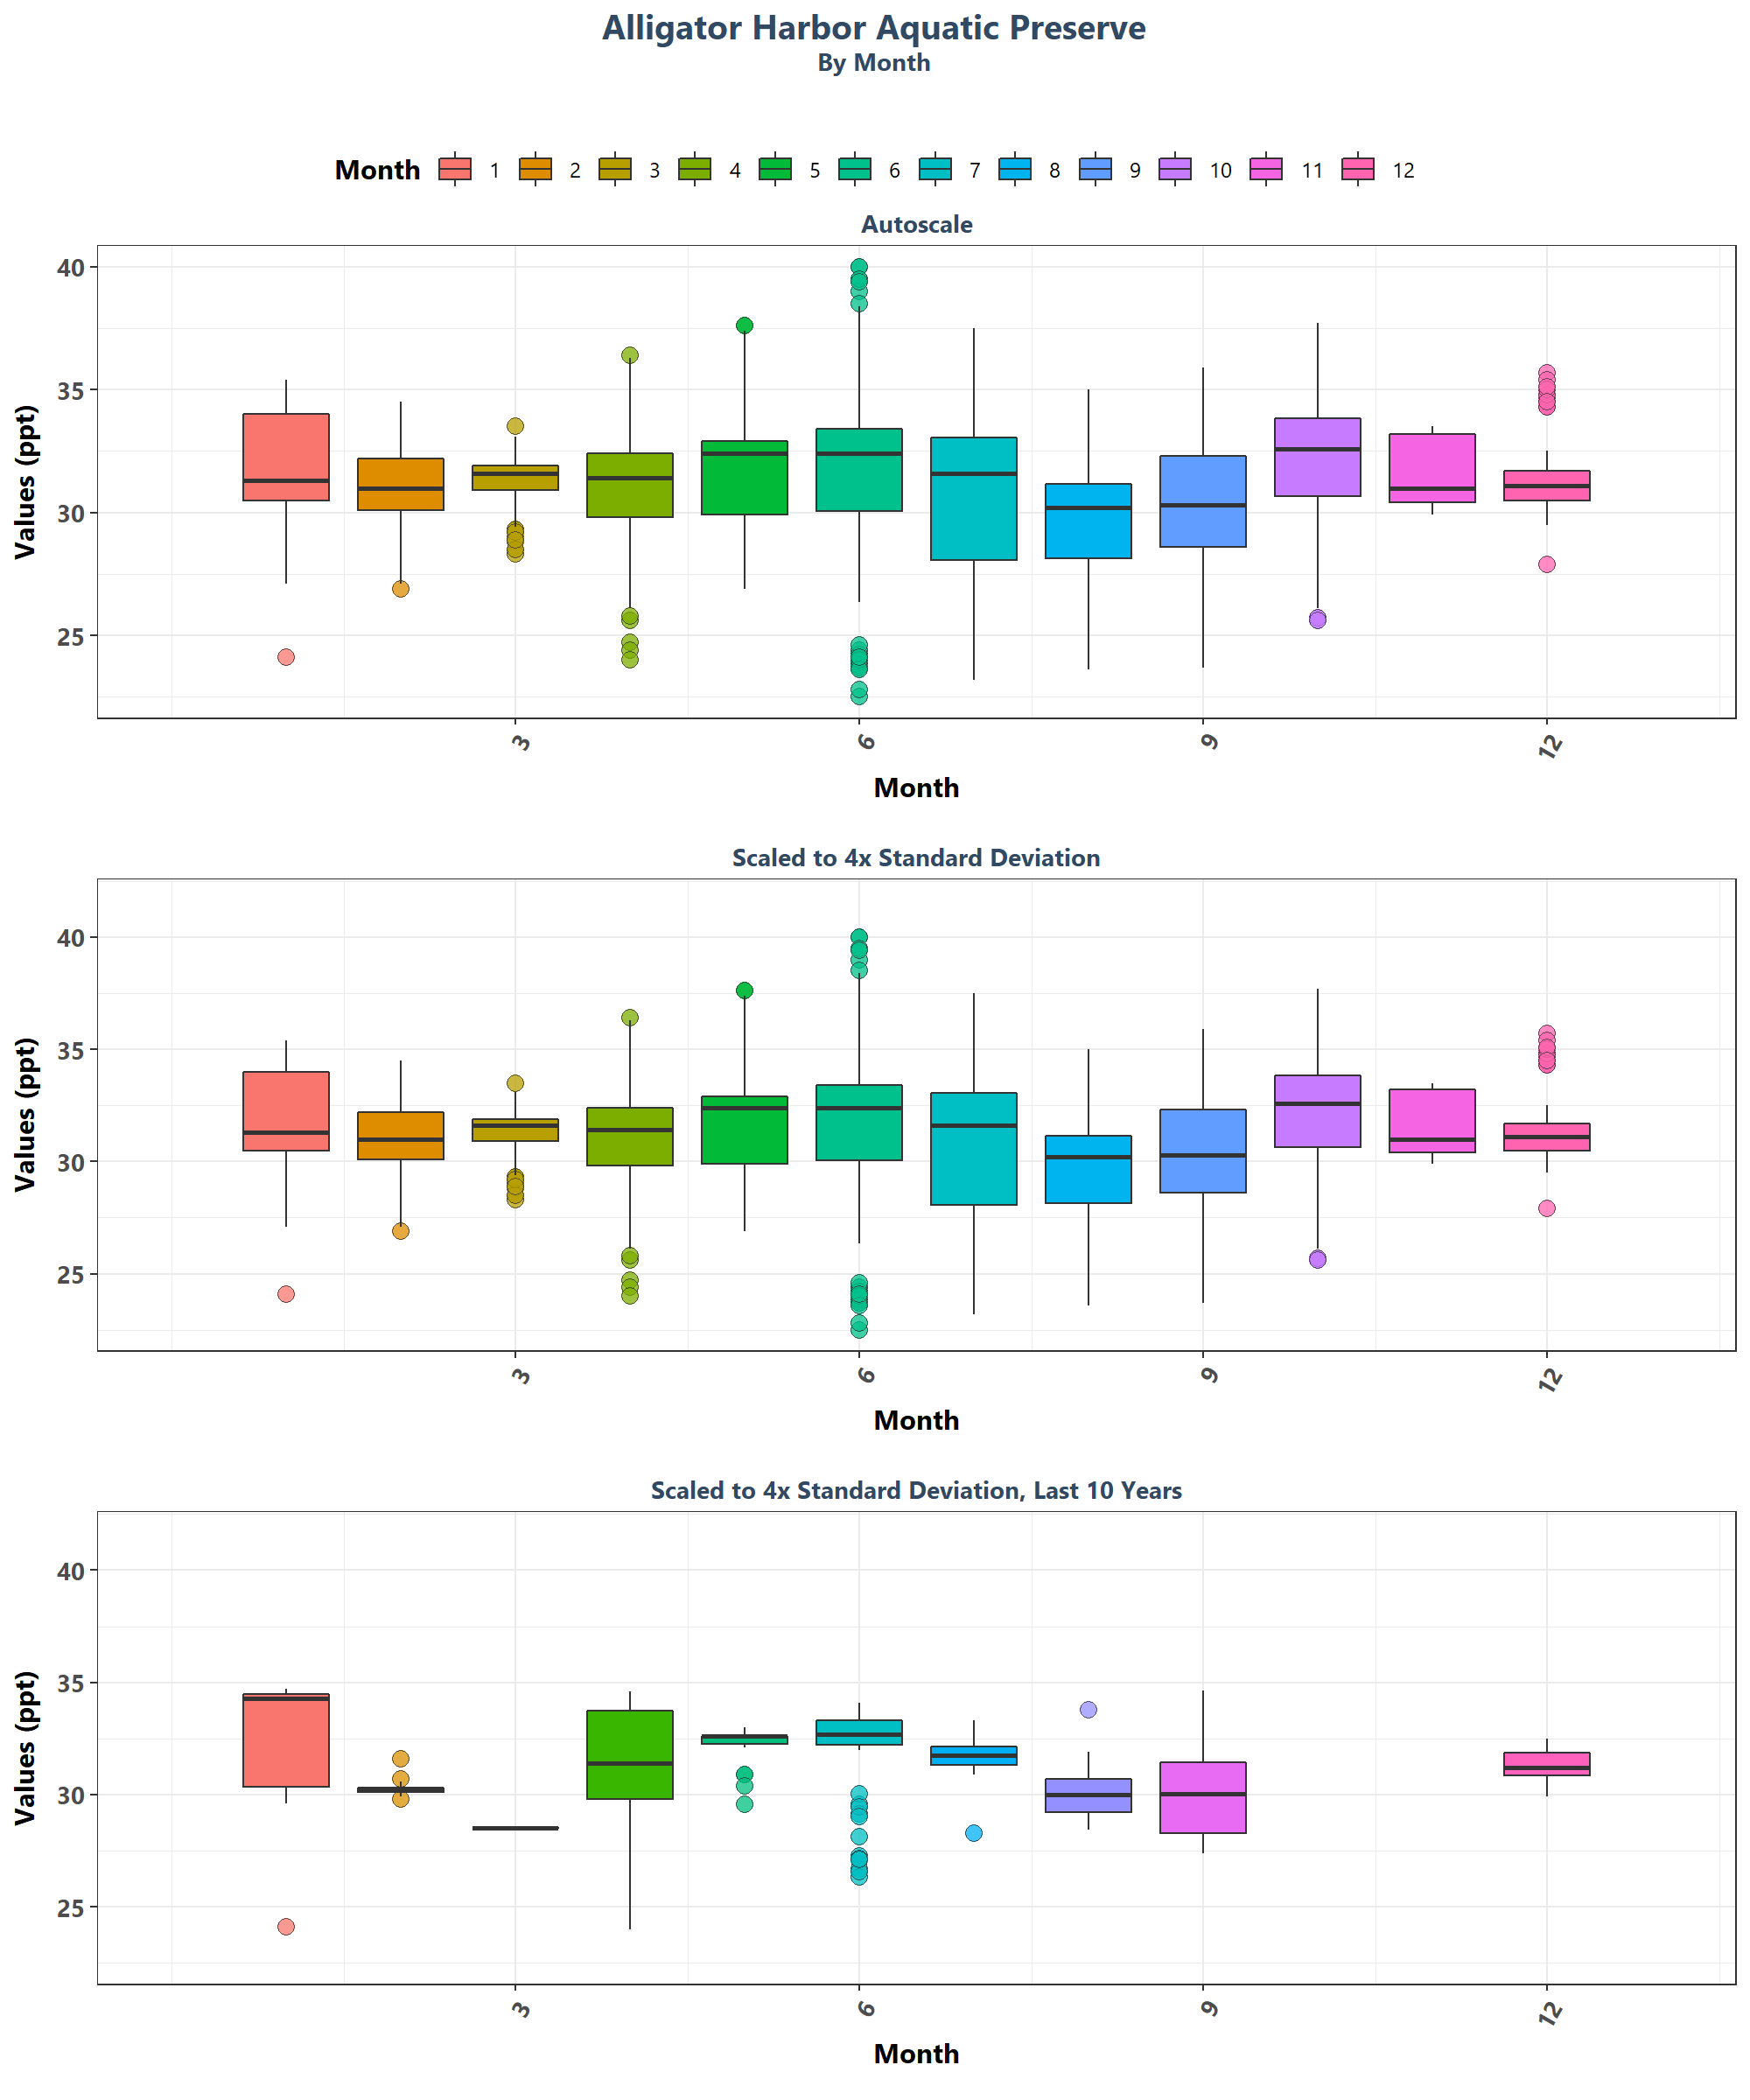 Alligator Harbor Aquatic Preserve
By Month
Month 1 2 3 4 5 6 7 8 9 10 11 12
Autoscale
Values (ppt)
40
35
30
25
3 6 9 12
Month
Scaled to 4x Standard Deviation
Values (ppt)
40
35
30
25
3 6 9 12
Month
Scaled to 4x Standard Deviation, Last 10 Years
Values (ppt)
40
35
30
25
3 6 9 12
Month